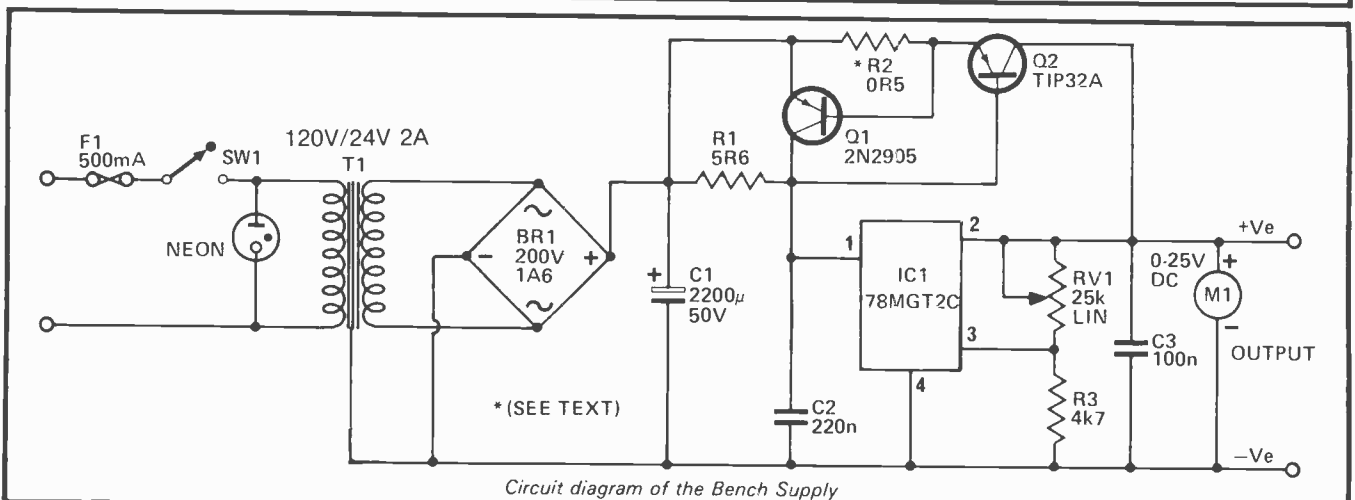 F1
500mA
SW1
NEON
120V/24V 2A
T1
BR1
200V
1A6
~
~
-
+
+
C1
2200µ
50V
*(SEE TEXT)
R1
5R6
* R2
0R5
Q1
2N2905
Q2
TIP32A
C2
220n
1
IC1
78MGT2C
2
3
4
RV1
25k
LIN
R3
4k7
C3
100n
0-25V
DC
+
M1
-
+Ve
OUTPUT
-Ve
Circuit diagram of the Bench Supply